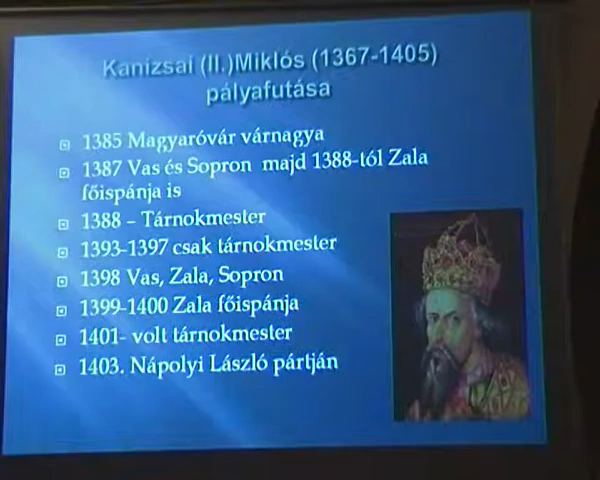 Kanizsai (II.)Miklós (1367-1405)
pályafutása
1385 Magyaróvár várnagya
1387 Vas és Sopron majd 1388-tól Zala
főispánja is
1388 – Tárnokmester
1393-1397 csak tárnokmester
1398 Vas, Zala, Sopron
1399-1400 Zala főispánja
1401- volt tárnokmester
1403. Nápolyi László pártján